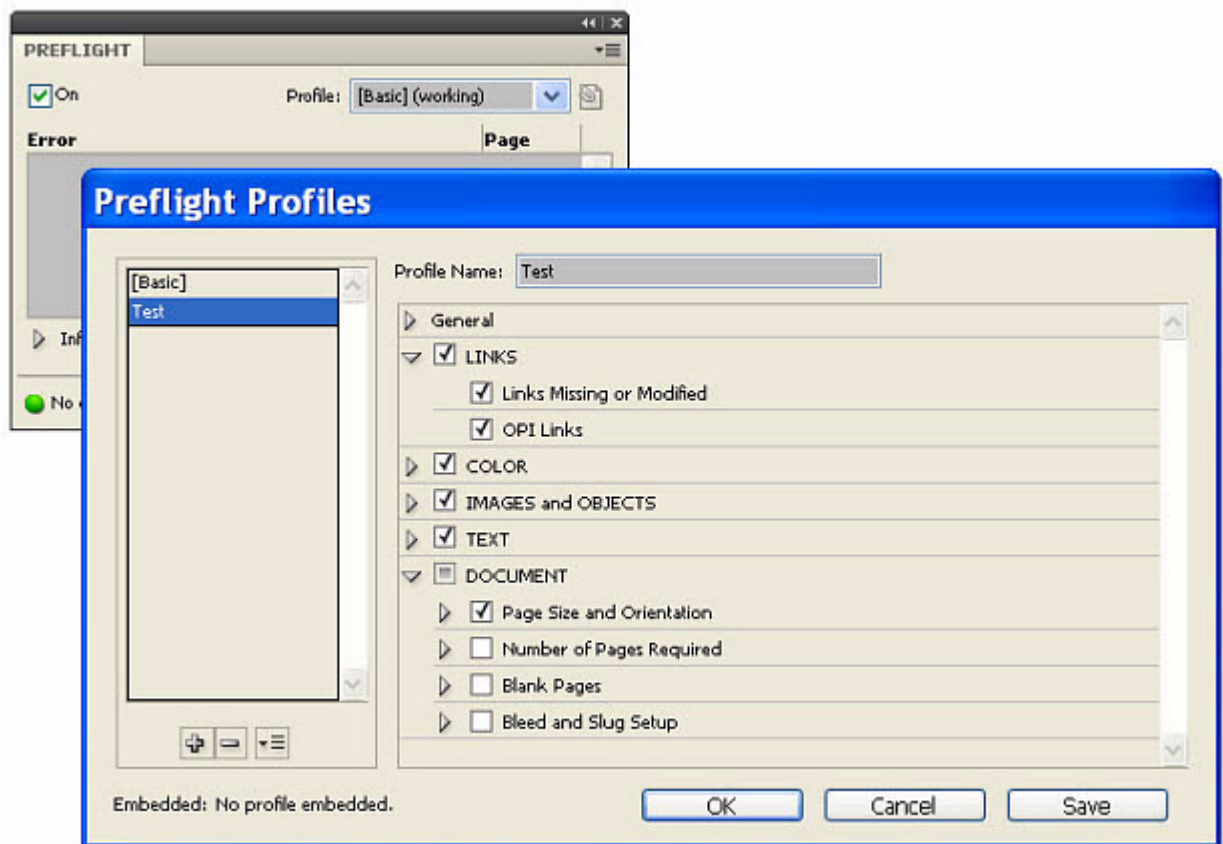 PREFLIGHT
On
Profile: [Basic] (working)
Error Page
Preflight Profiles
[Basic]
Test
Profile Name: Test
General
LINKS
Links Missing or Modified
OPI Links
COLOR
IMAGES and OBJECTS
TEXT
DOCUMENT
Page Size and Orientation
Number of Pages Required
Blank Pages
Bleed and Slug Setup
No
Embedded: No profile embedded.
OK Cancel Save